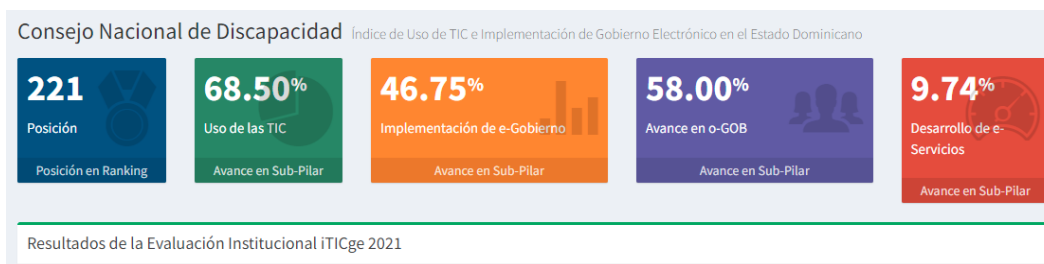 Consejo Nacional de Discapacidad Índice de Uso de TIC e Implementación de Gobierno Electrónico en el Estado Dominicano
221
Posición
Posición en Ranking
68.50%
Uso de las TIC
Avance en Sub-Pilar
46.75%
Implementación de e-Gobierno
Avance en Sub-Pilar
58.00%
Avance en o-GOB
Avance en Sub-Pilar
9.74%
Desarrollo de e-
Servicios
Avance en Sub-Pilar
Resultados de la Evaluación Institucional iTICge 2021